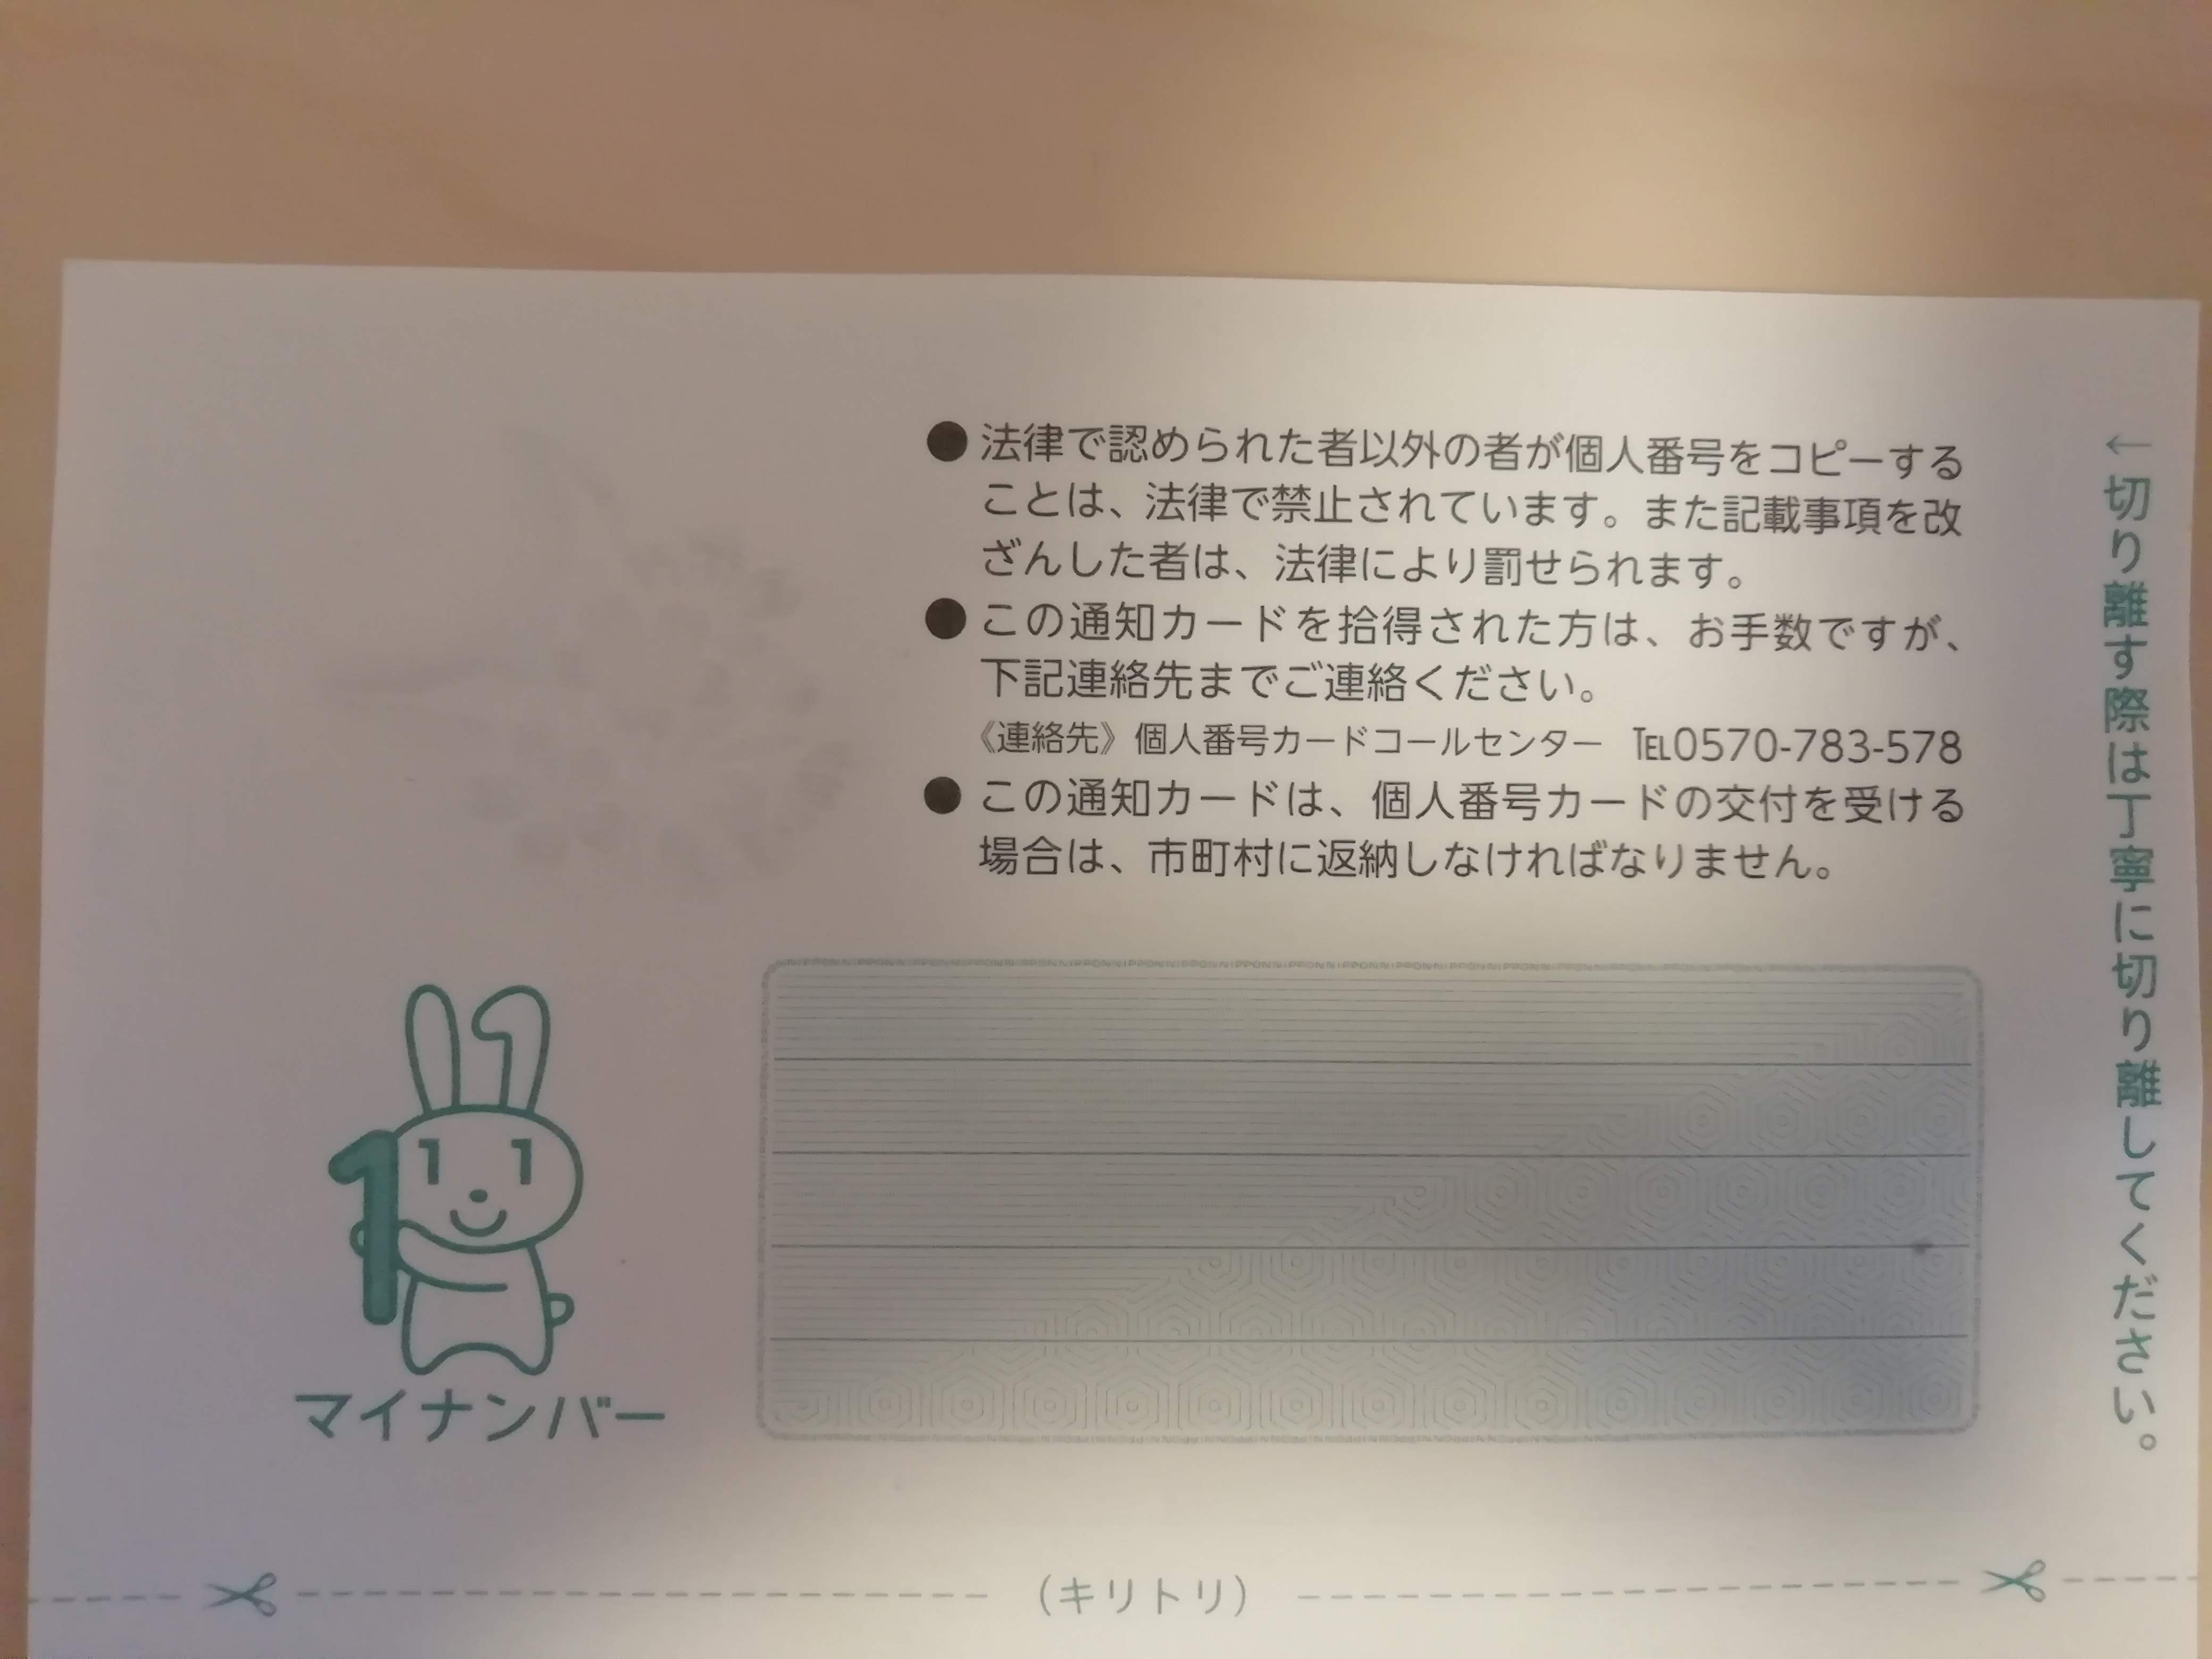 ●法律で認められた者以外の者が個人番号をコピーする
ことは、法律で禁止されています。また記載事項を改
ざんした者は、法律により罰せられます。
●この通知カードを拾得された方は、お手数ですが、
下記連絡先までご連絡ください。
《連絡先》個人番号カードコールセンター ℡0570-783-578
●この通知カードは、個人番号カードの交付を受ける
場合は、市町村に返納しなければなりません。
←切り離す際は丁寧に切り離してください。
1
1 1
マイナンバー
(キリトリ)